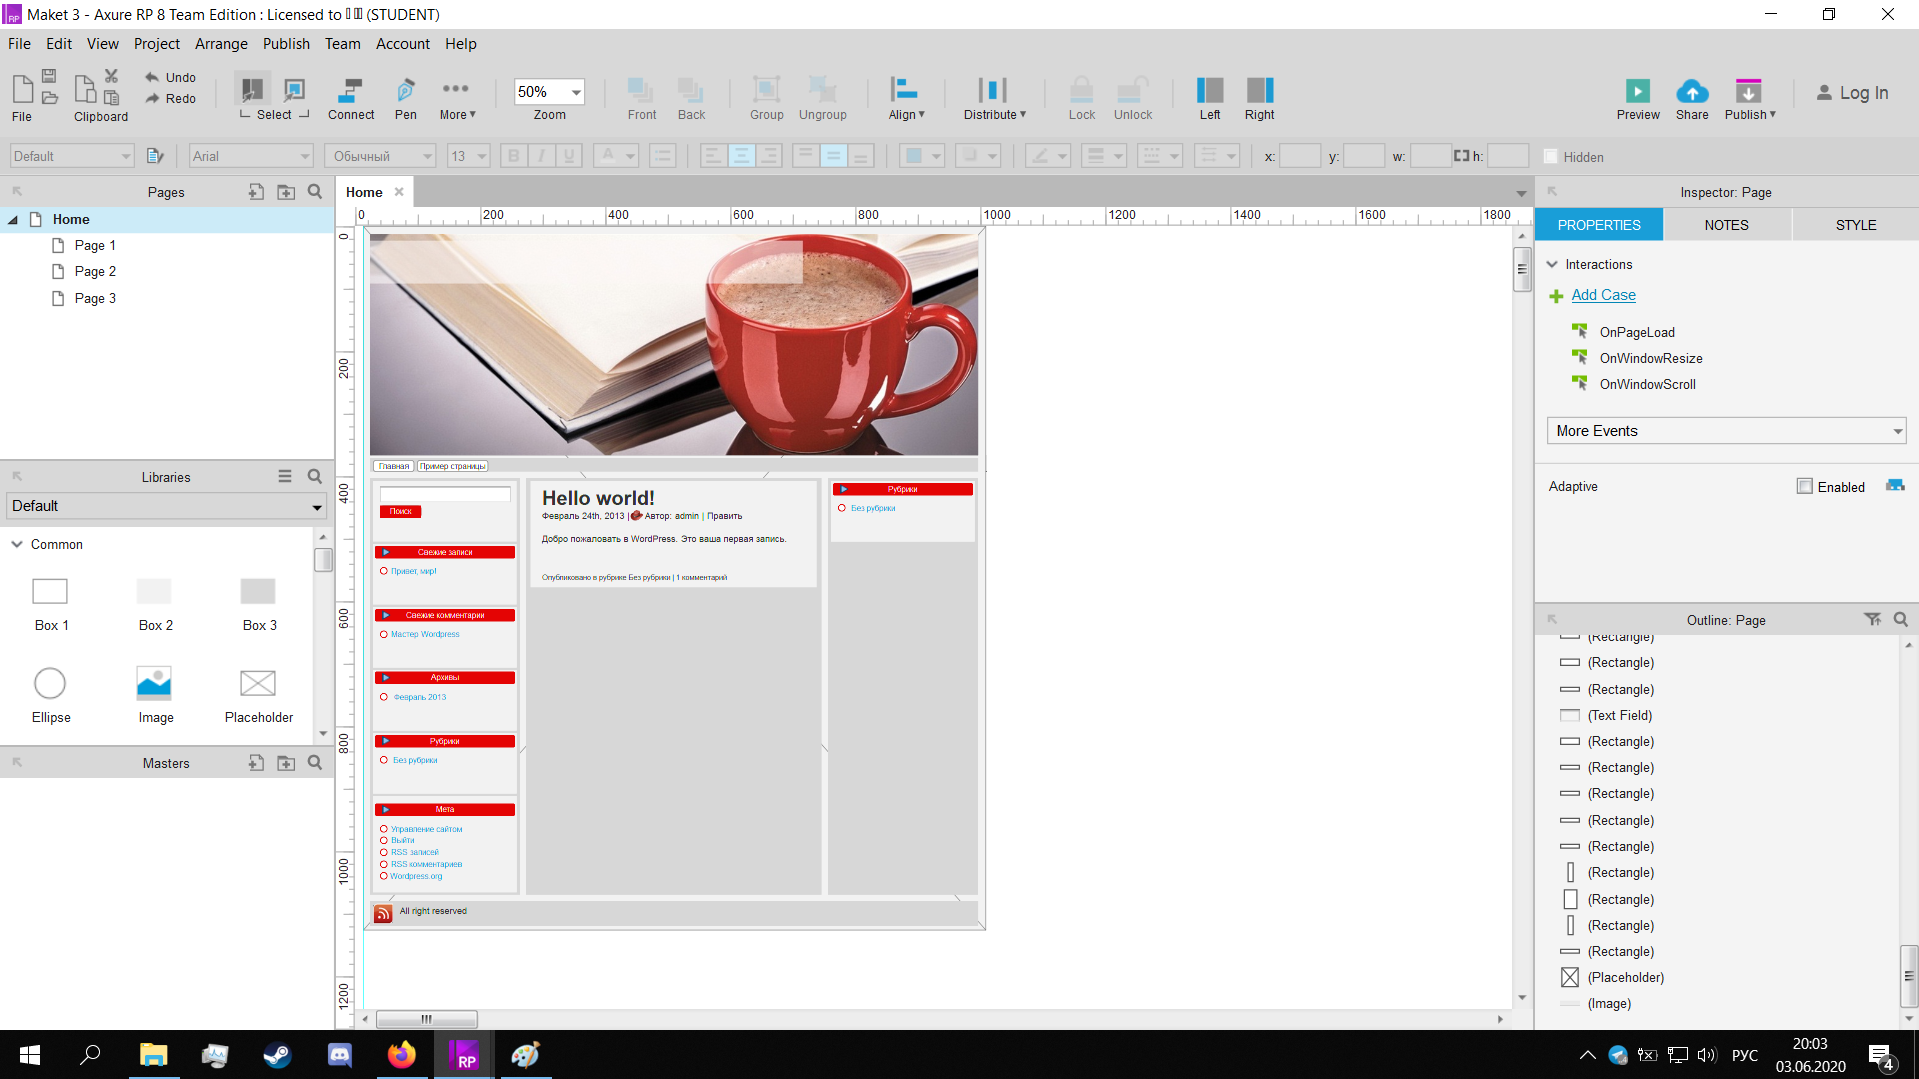 Maket 3 - Axure RP 8 Team Edition : Licensed to (STUDENT)
File Edit View Project Arrange Publish Team Account Help
Undo
Redo
File
Clipboard
Select
Connect
Pen
More
50%
Zoom
Front
Back
Group
Ungroup
Align
Distribute
Lock
Unlock
Left
Right
Preview
Share
Publish
Log In
Default
Arial
Обычный
13
B I U
A
x:
y:
w:
h:
Hidden
Pages
Home
Page 1
Page 2
Page 3
Libraries
Default
Common
Box 1
Box 2
Box 3
Ellipse
Image
Placeholder
Masters
Home
0 200 400 600 800 1000 1200 1400 1600 1800
0
200
400
600
800
1000
1200
Главная
Пример страницы
Поиск
Свежие записи
Привет, мир!
Свежие комментарии
Мастер Wordpress
Архивы
Февраль 2013
Рубрики
Без рубрики
Мета
Управление сайтом
Выйти
RSS записей
RSS комментариев
Wordpress.org
Hello world!
Февраль 24th, 2013 | Автор: admin | Править
Добро пожаловать в WordPress. Это ваша первая запись.
Опубликовано в рубрике Без рубрики | 1 комментарий
Рубрики
Без рубрики
All right reserved
Inspector: Page
PROPERTIES
NOTES
STYLE
Interactions
Add Case
OnPageLoad
OnWindowResize
OnWindowScroll
More Events
Adaptive
Enabled
Outline: Page
(Rectangle)
(Rectangle)
(Rectangle)
(Text Field)
(Rectangle)
(Rectangle)
(Rectangle)
(Rectangle)
(Rectangle)
(Rectangle)
(Rectangle)
(Rectangle)
(Rectangle)
(Placeholder)
(Image)
RP
РУС
20:03
03.06.2020
4